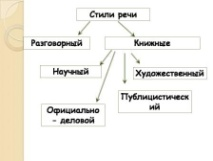 Стили речи
Разговорный
Книжные
Научный
Художественный
Официально
- деловой
Публицистическ
ий